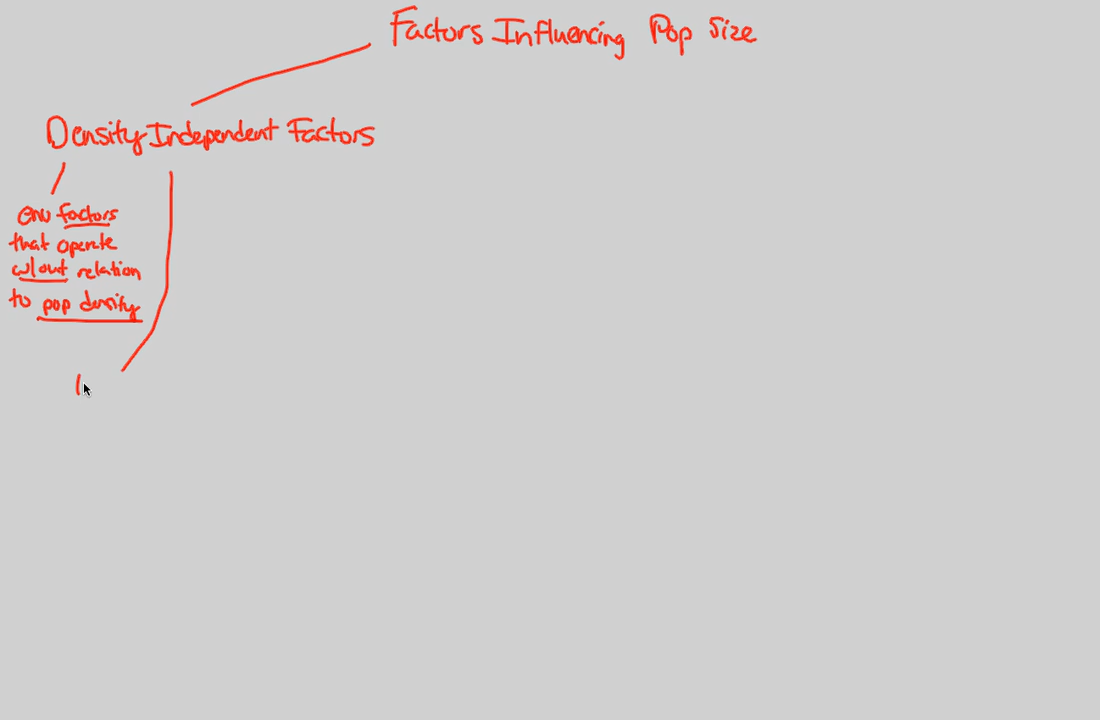 Factors Influencing Pop Size
Density Independent Factors
env factors
that operate
w/out relation
to pop density